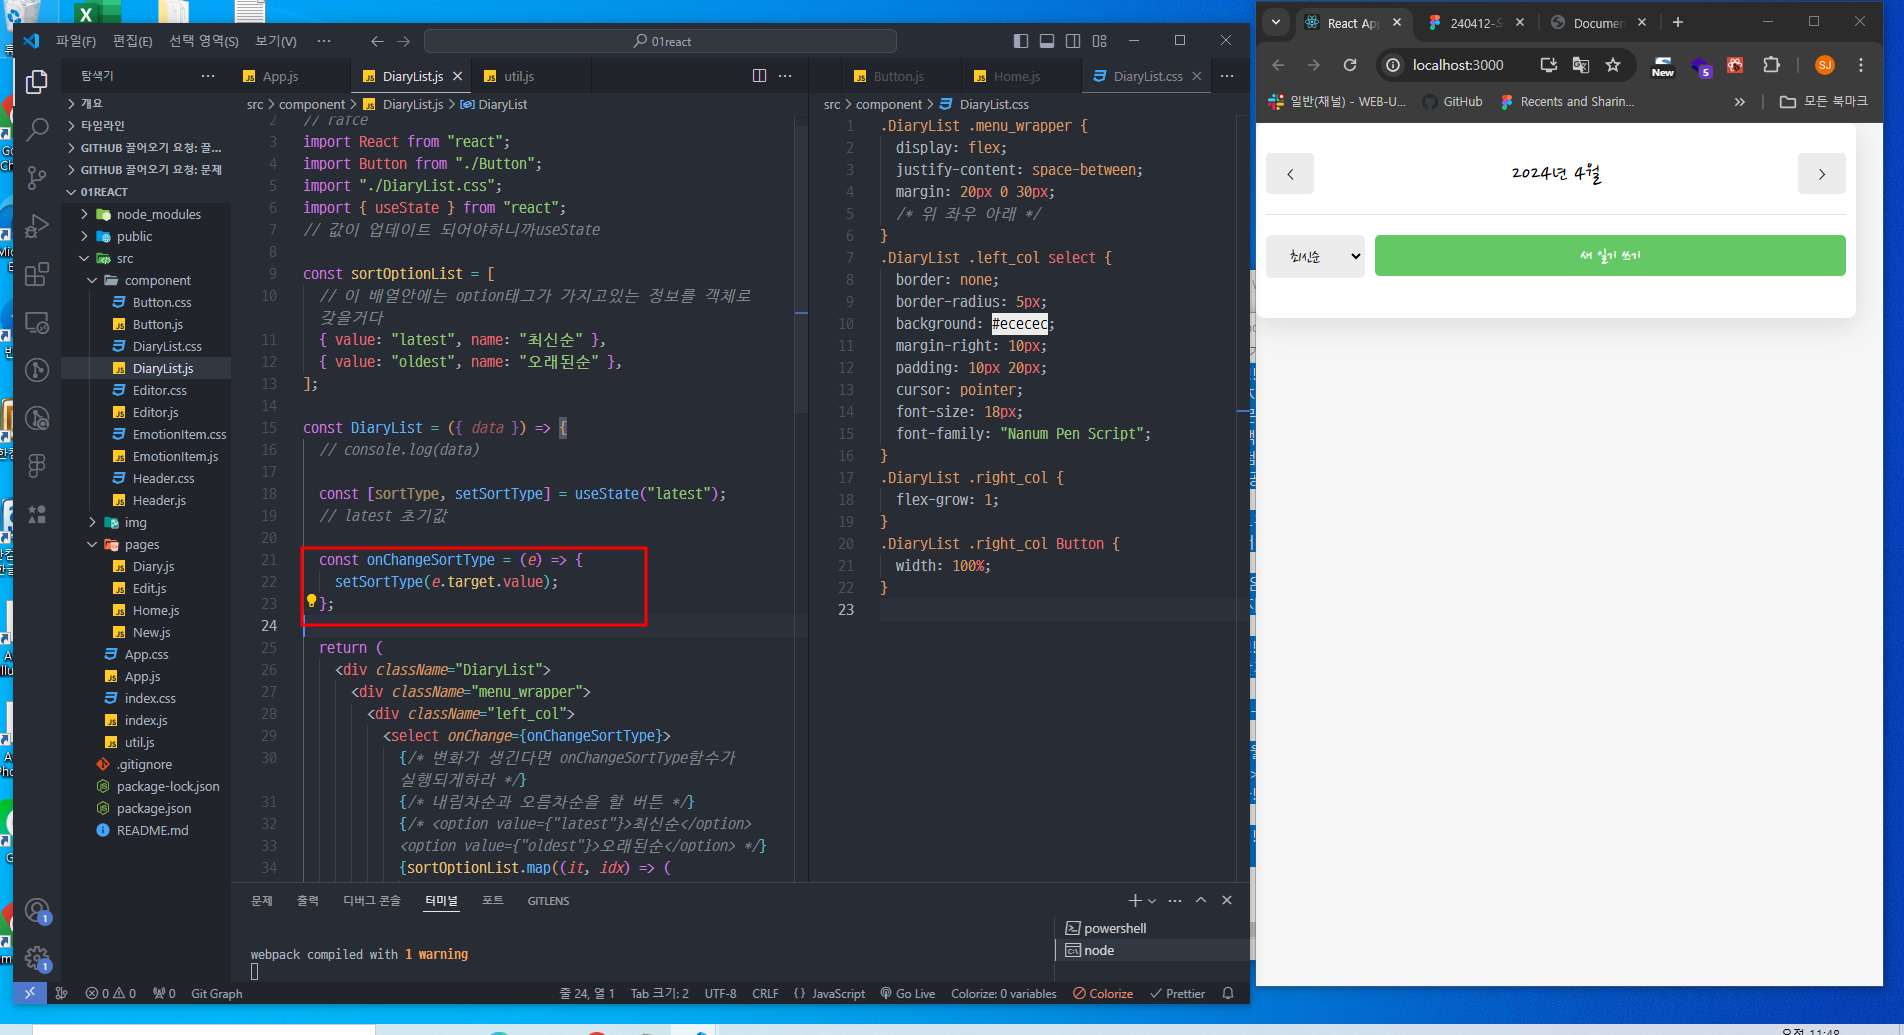 파일(F) 편집(E) 선택 영역(S) 보기(V) ···
01react
탐색기 ···
개요
타임라인
GITHUB 끌어오기 요청: 끌...
GITHUB 끌어오기 요청: 문제
01REACT
node_modules
public
src
component
Button.css
Button.js
DiaryList.css
DiaryList.js
Editor.css
Editor.js
EmotionItem.css
EmotionItem.js
Header.css
Header.js
img
pages
Diary.js
Edit.js
Home.js
New.js
App.css
App.js
index.css
index.js
util.js
.gitignore
package-lock.json
package.json
README.md
App.js DiaryList.js util.js
src > component > DiaryList.js > DiaryList
2 // rafce
3 import React from "react";
4 import Button from "./Button";
5 import "./DiaryList.css";
6 import { useState } from "react";
7 // 값이 업데이트 되어야하니까useState
8
9 const sortOptionList = [
10 // 이 배열안에는 option태그가 가지고있는 정보를 객체로
갖을거다
11 { value: "latest", name: "최신순" },
12 { value: "oldest", name: "오래된순" },
13 ];
14
15 const DiaryList = ({ data }) => {
16 // console.log(data)
17
18 const [sortType, setSortType] = useState("latest");
19 // latest 초기값
20
21 const onChangeSortType = (e) => {
22 setSortType(e.target.value);
23 };
24
25 return (
26 <div className="DiaryList">
27 <div className="menu_wrapper">
28 <div className="left_col">
29 <select onChange={onChangeSortType}>
30 {/* 변화가 생긴다면 onChangeSortType함수가
실행되게하라 */}
31 {/* 내림차순과 오름차순을 할 버튼 */}
32 {/* <option value={"latest"}>최신순</option>
33 <option value={"oldest"}>오래된순</option> */}
34 {sortOptionList.map((it, idx) => (
Button.js Home.js DiaryList.css
src > component > DiaryList.css
1 .DiaryList .menu_wrapper {
2 display: flex;
3 justify-content: space-between;
4 margin: 20px 0 30px;
5 /* 위 좌우 아래 */
6 }
7 .DiaryList .left_col select {
8 border: none;
9 border-radius: 5px;
10 background: #ececec;
11 margin-right: 10px;
12 padding: 10px 20px;
13 cursor: pointer;
14 font-size: 18px;
15 font-family: "Nanum Pen Script";
16 }
17 .DiaryList .right_col {
18 flex-grow: 1;
19 }
20 .DiaryList .right_col Button {
21 width: 100%;
22 }
23
문제 출력 디버그 콘솔 터미널 포트 GITLENS
webpack compiled with 1 warning
powershell
node
1
1
0 0 0 Git Graph 줄 24, 열 1 Tab 크기: 2 UTF-8 CRLF {} JavaScript Go Live Colorize: 0 variables Colorize Prettier
React App 240412-S Documen
localhost:3000 New 5 SJ
일반(채널) - WEB-U... GitHub Recents and Sharin... 모든 북마크
2024년 4월
최신순 새 일기 쓰기
오전 11:48